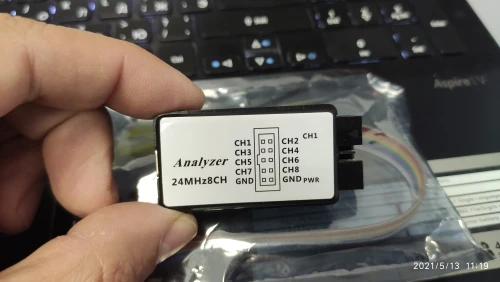 Aspire V5
CH1 CH2 CH1
CH3 CH4
CH5 CH6
Analyzer
CH7 CH8
24MHz8CH
GND GND PWR
2021/5/13 11:19